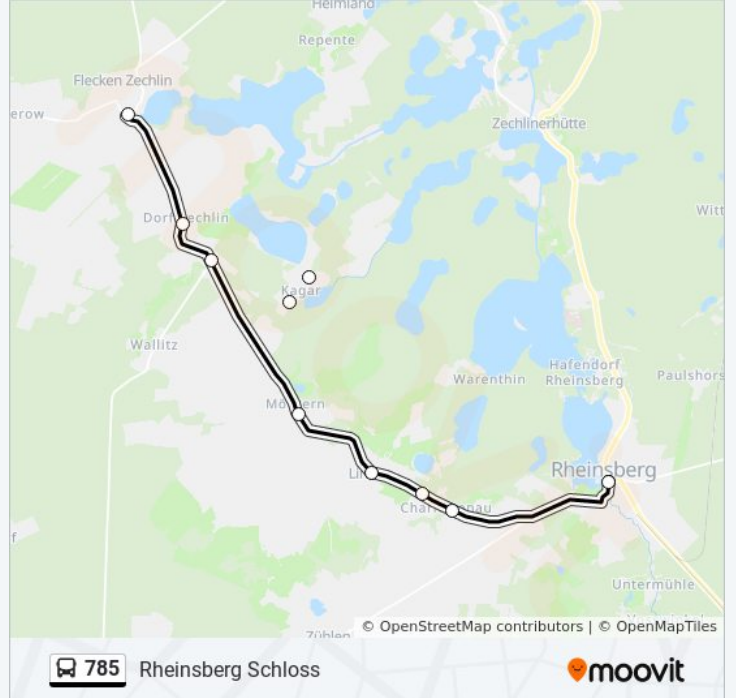 Heimland
Repente
Flecken Zechlin
erow
Zechlinerhütte
Witt
Kagar
Wallitz
Hafendorf
Rheinsberg
Warenthin
Paulshors
Rheinsberg
f
Untermühle
Zühlen
© OpenStreetMap contributors | © OpenMapTiles
785 Rheinsberg Schloss
moovit